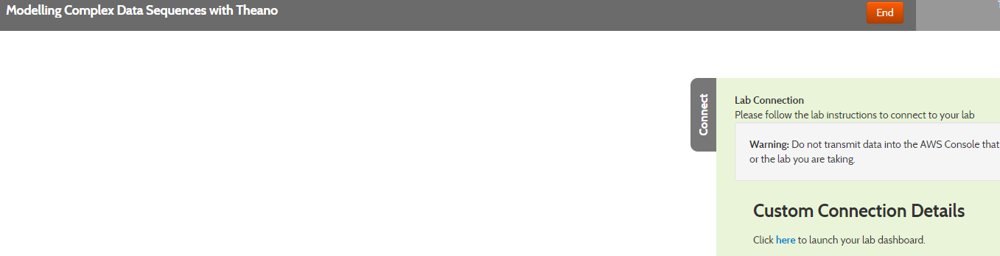 Modelling Complex Data Sequences with Theano
End
Connect
Lab Connection
Please follow the lab instructions to connect to your lab
Warning: Do not transmit data into the AWS Console that
or the lab you are taking.
Custom Connection Details
Click here to launch your lab dashboard.